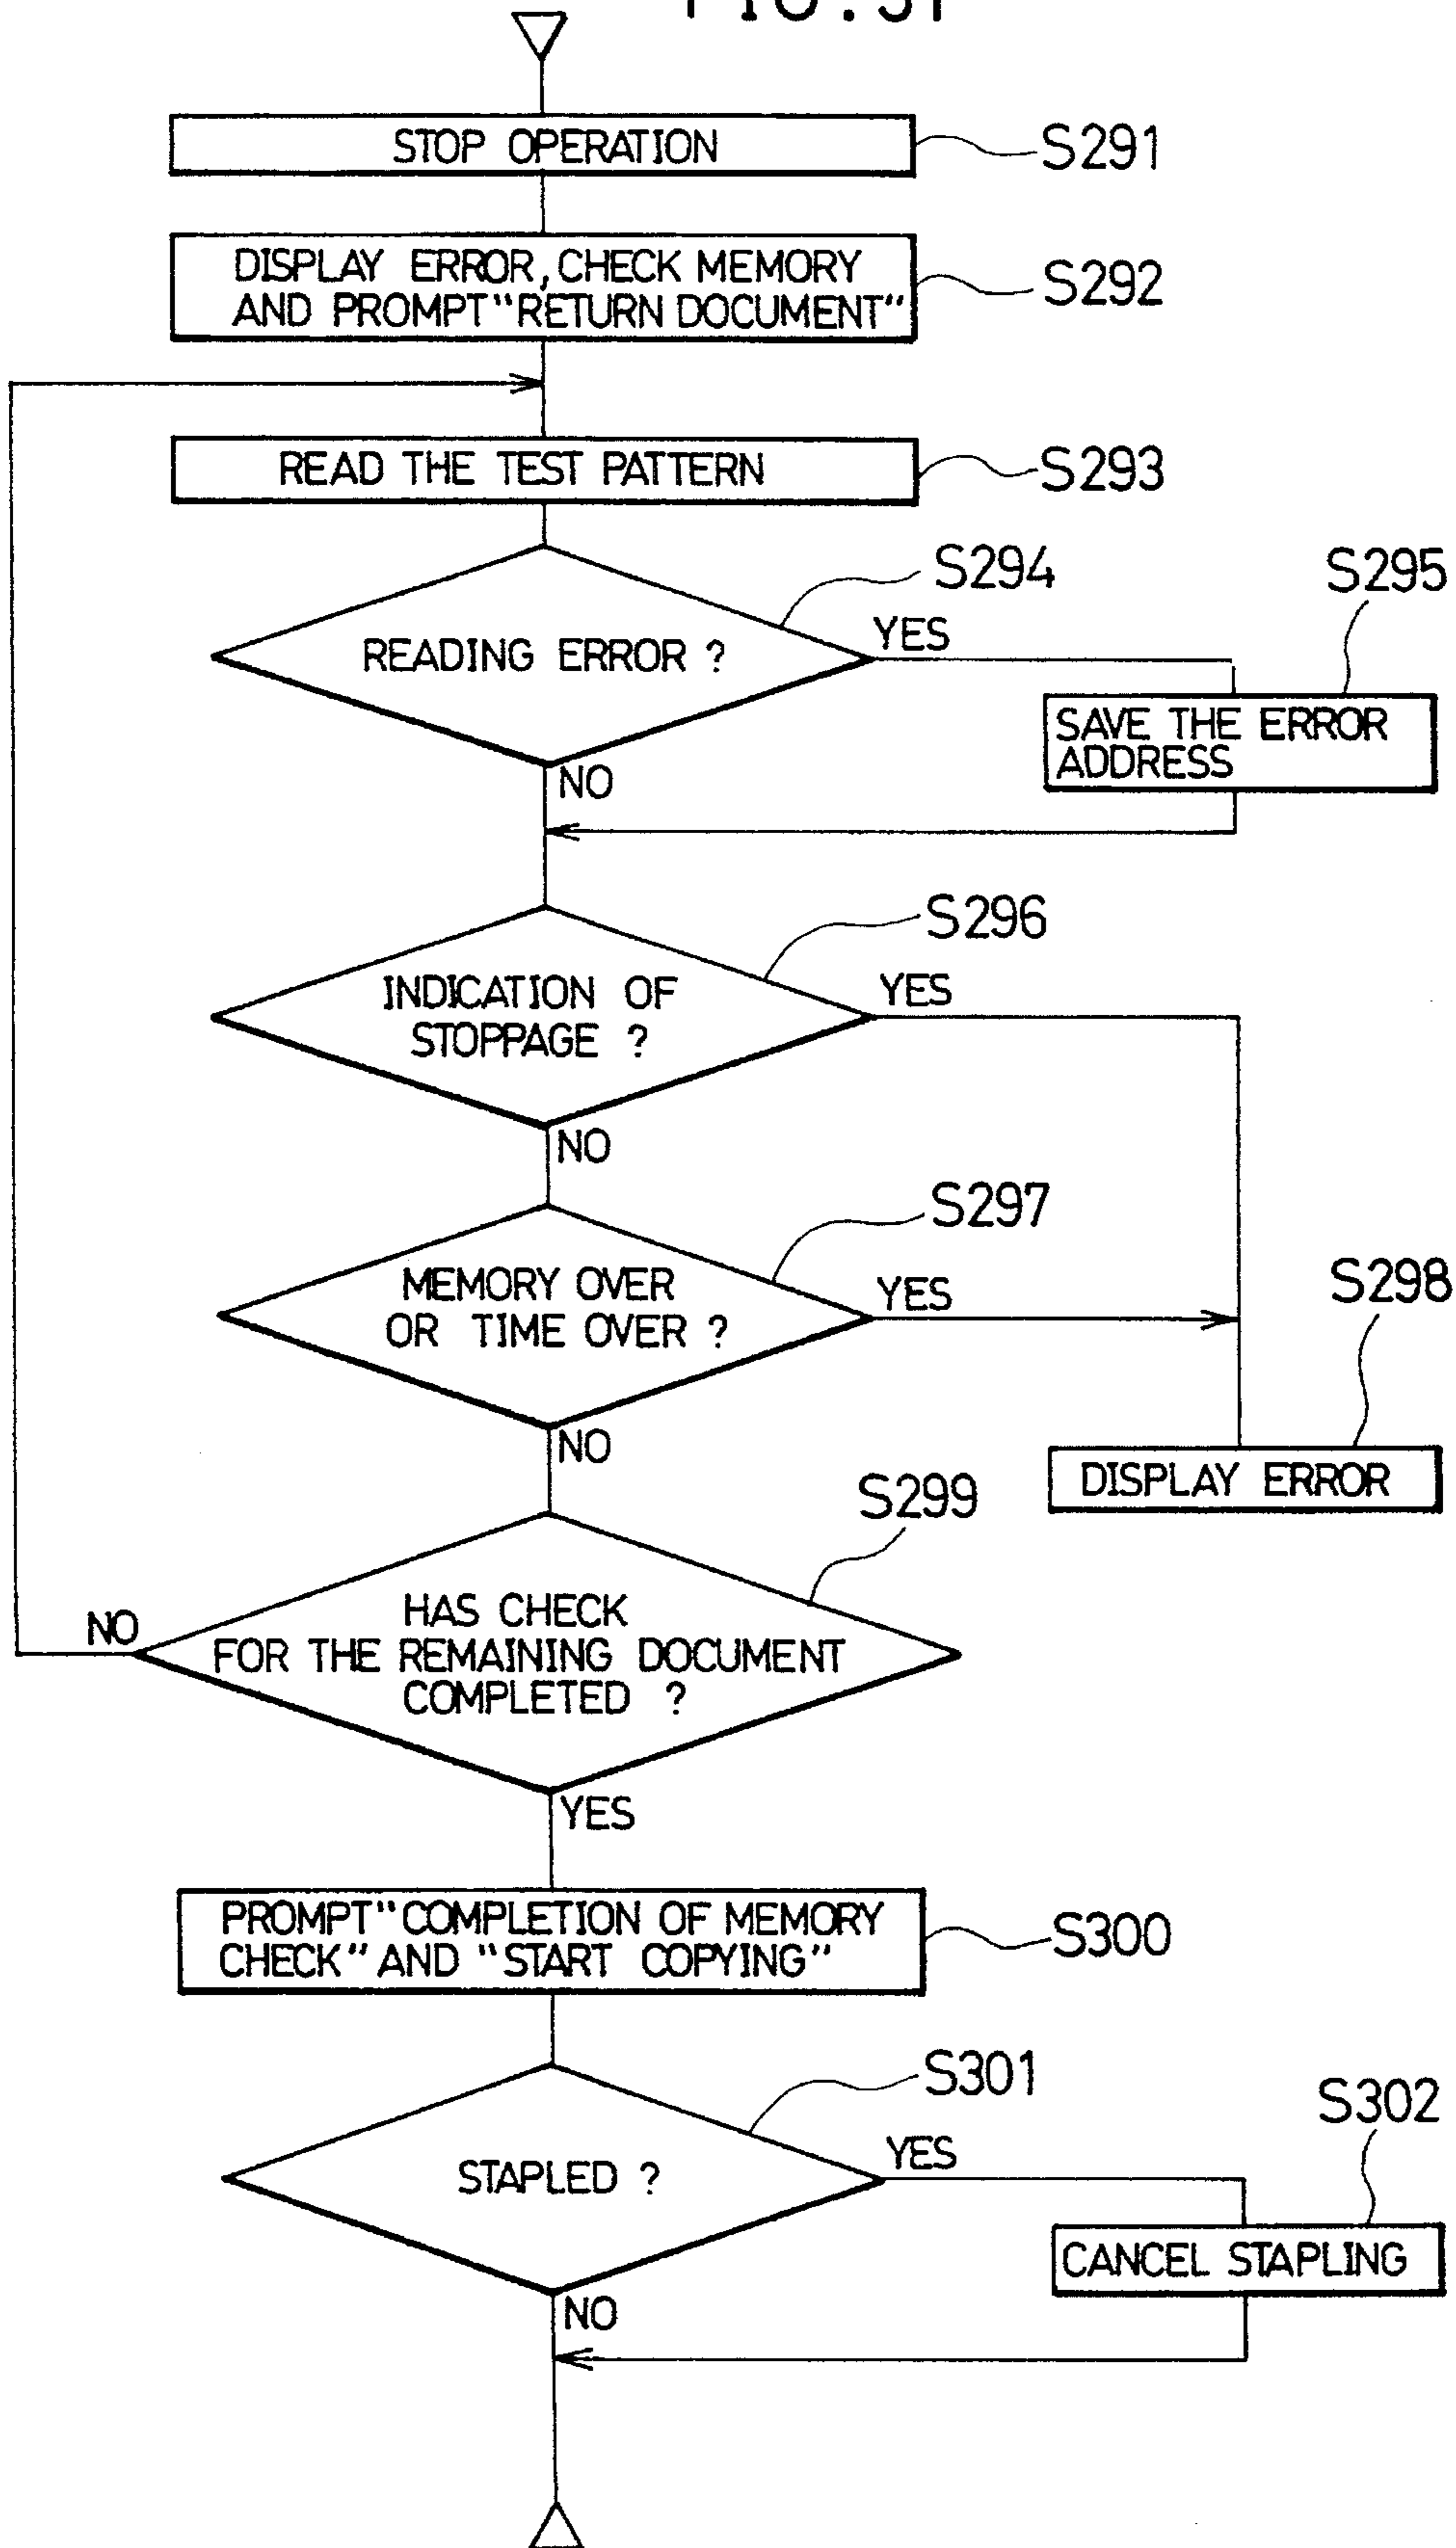 STOP OPERATION
S291
DISPLAY ERROR, CHECK MEMORY
AND PROMPT "RETURN DOCUMENT"
S292
READ THE TEST PATTERN
S293
S294
S295
READING ERROR ?
YES
SAVE THE ERROR
ADDRESS
NO
S296
INDICATION OF
STOPPAGE ?
YES
NO
S297
MEMORY OVER
OR TIME OVER ?
YES
S298
NO
DISPLAY ERROR
S299
HAS CHECK
FOR THE REMAINING DOCUMENT
COMPLETED ?
NO
YES
PROMPT "COMPLETION OF MEMORY
CHECK" AND "START COPYING"
S300
S301
S302
STAPLED ?
YES
CANCEL STAPLING
NO